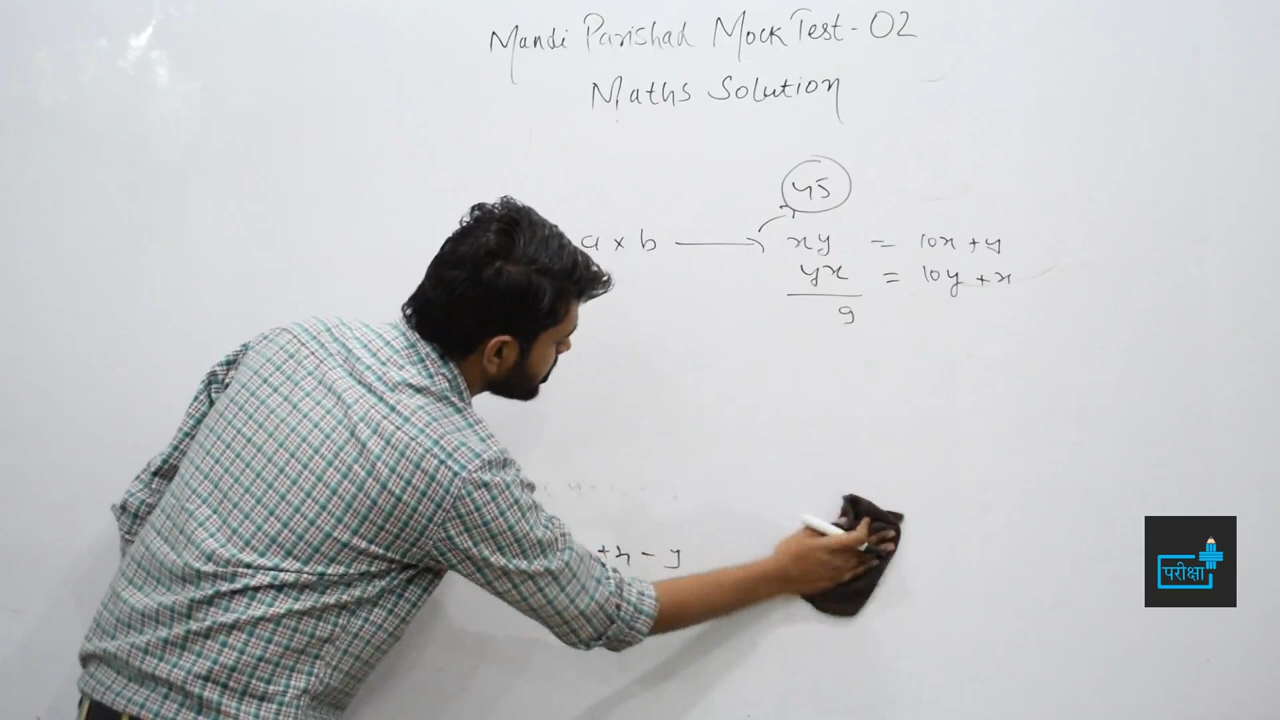 Mandi Parishad Mock Test - 02
Maths Solution
45
a × b → xy = 10x + y
yx = 10y + x
9
+ x - y
परीक्षा